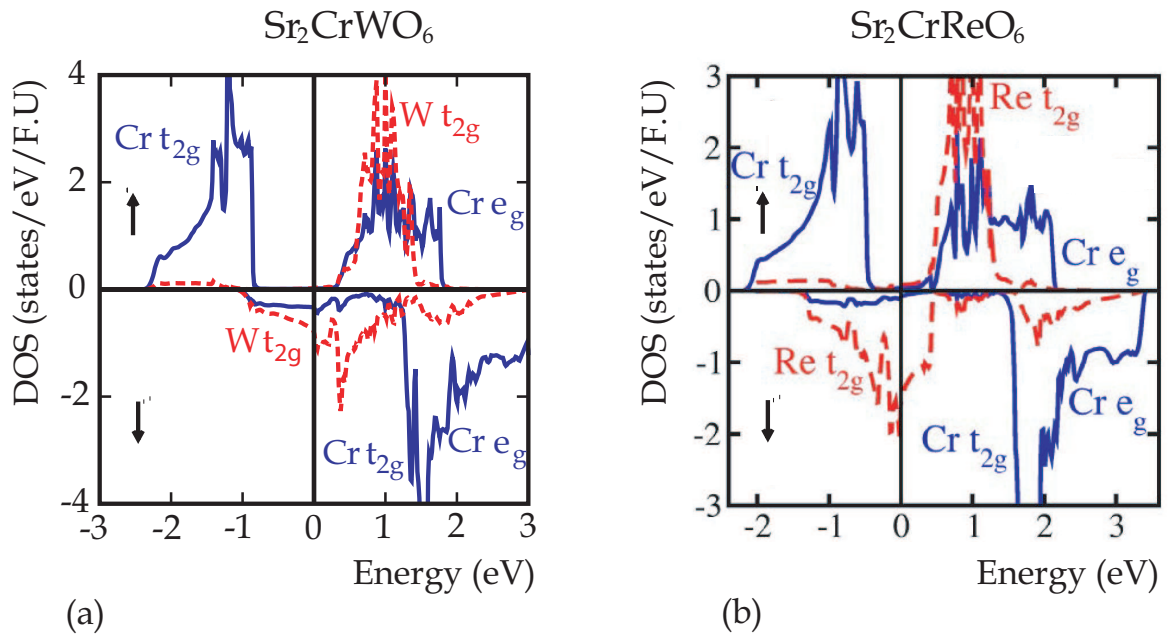 Sr₂CrWO₆
DOS (states/eV/F.U)
4
2
0
-2
-4
Cr t₂g
W t₂g
Cr eg
W t₂g
Cr t₂g
Cr eg
-3 -2 -1 0 1 2 3
Energy (eV)
(a)
Sr₂CrReO₆
DOS (states/eV/F.U)
3
2
1
0
-1
-2
-3
Re t₂g
Cr t₂g
Cr eg
Re t₂g
Cr eg
Cr t₂g
-2 -1 0 1 2 3
Energy (eV)
(b)